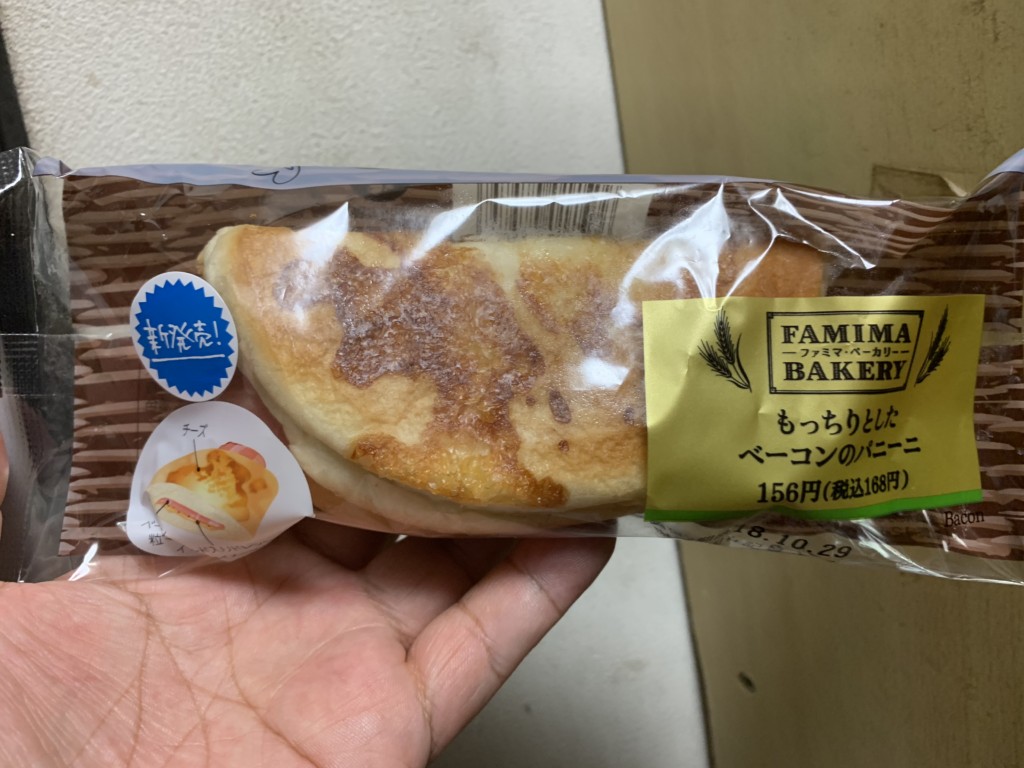 新発売!
チーズ
FAMIMA
ファミマ・ベーカリー
BAKERY
もっちりとした
ベーコンのパニーニ
156円(税込168円)
Bacon
18.10.29